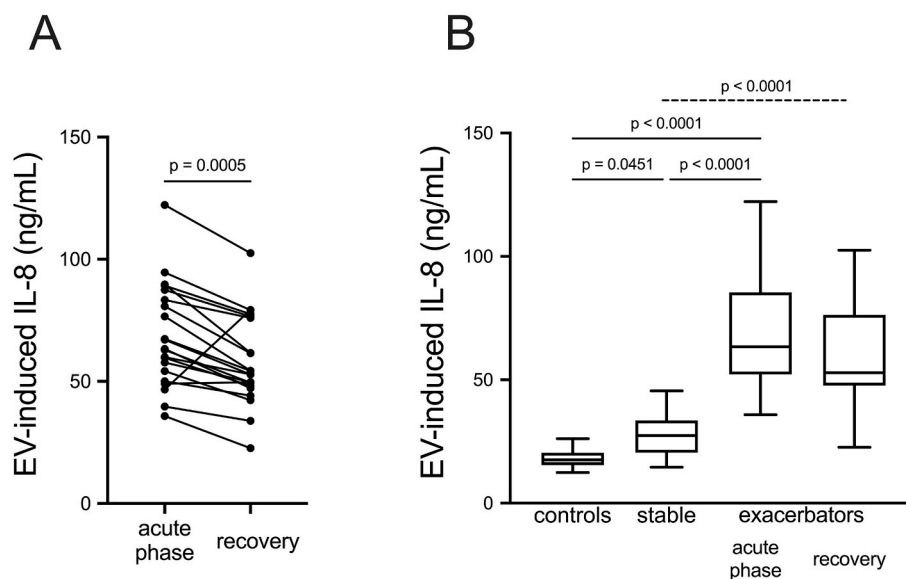 A
EV-induced IL-8 (ng/mL)
150
100
50
0
p = 0.0005
acute
phase
recovery
B
EV-induced IL-8 (ng/mL)
150
100
50
0
p < 0.0001
p < 0.0001
p = 0.0451
p < 0.0001
controls
stable
exacerbators
acute
phase
recovery